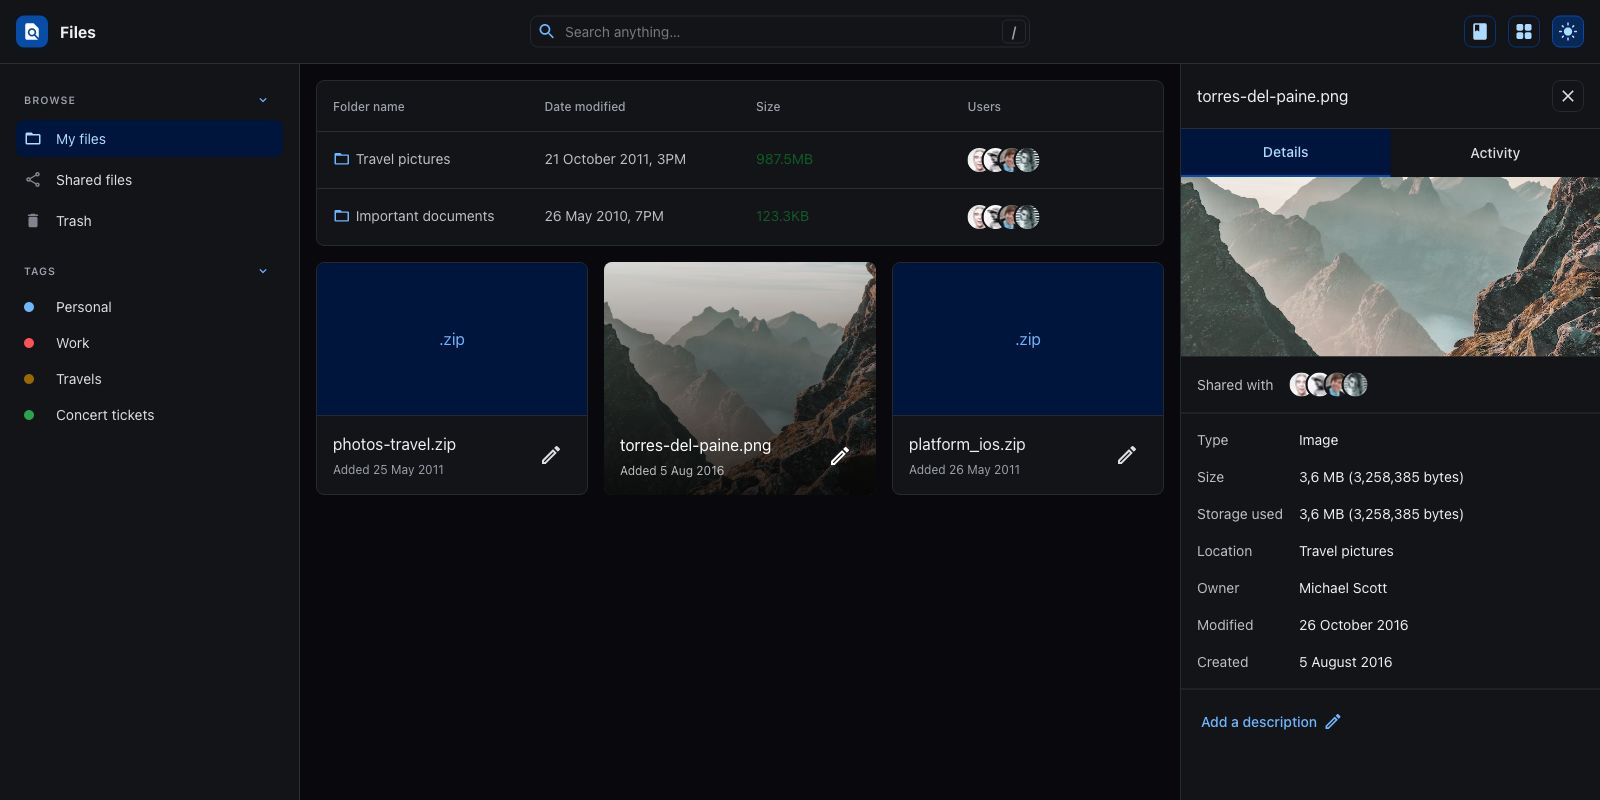 Files
Search anything...
/
BROWSE
My files
Shared files
Trash
TAGS
Personal
Work
Travels
Concert tickets
Folder name Date modified Size Users
Travel pictures 21 October 2011, 3PM 987.5MB
Important documents 26 May 2010, 7PM 123.3KB
.zip
photos-travel.zip
Added 25 May 2011
torres-del-paine.png
Added 5 Aug 2016
.zip
platform_ios.zip
Added 26 May 2011
torres-del-paine.png
Details Activity
Shared with
Type Image
Size 3,6 MB (3,258,385 bytes)
Storage used 3,6 MB (3,258,385 bytes)
Location Travel pictures
Owner Michael Scott
Modified 26 October 2016
Created 5 August 2016
Add a description